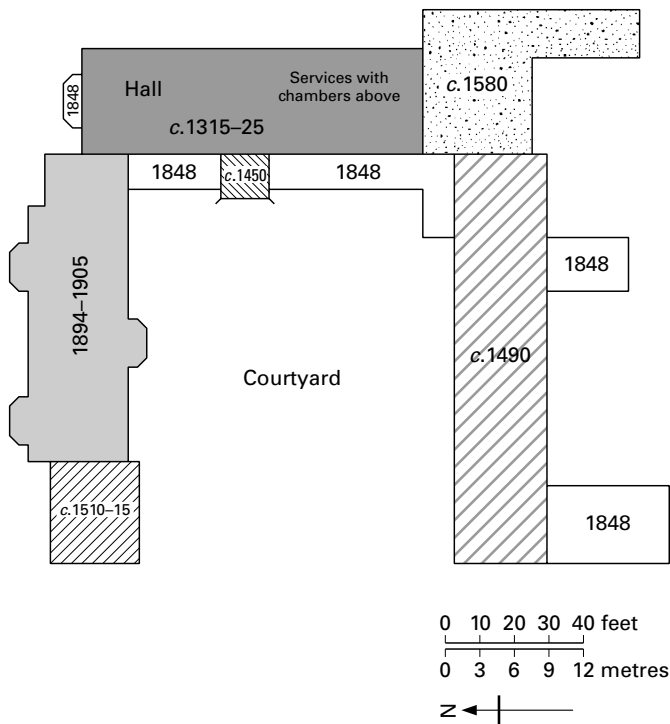 Hall
Services with
chambers above
c.1315–25
1848
c.1580
1848
c.1450
1848
1848
1894–1905
c.1490
Courtyard
c.1510–15
1848
0 10 20 30 40 feet
0 3 6 9 12 metres
N